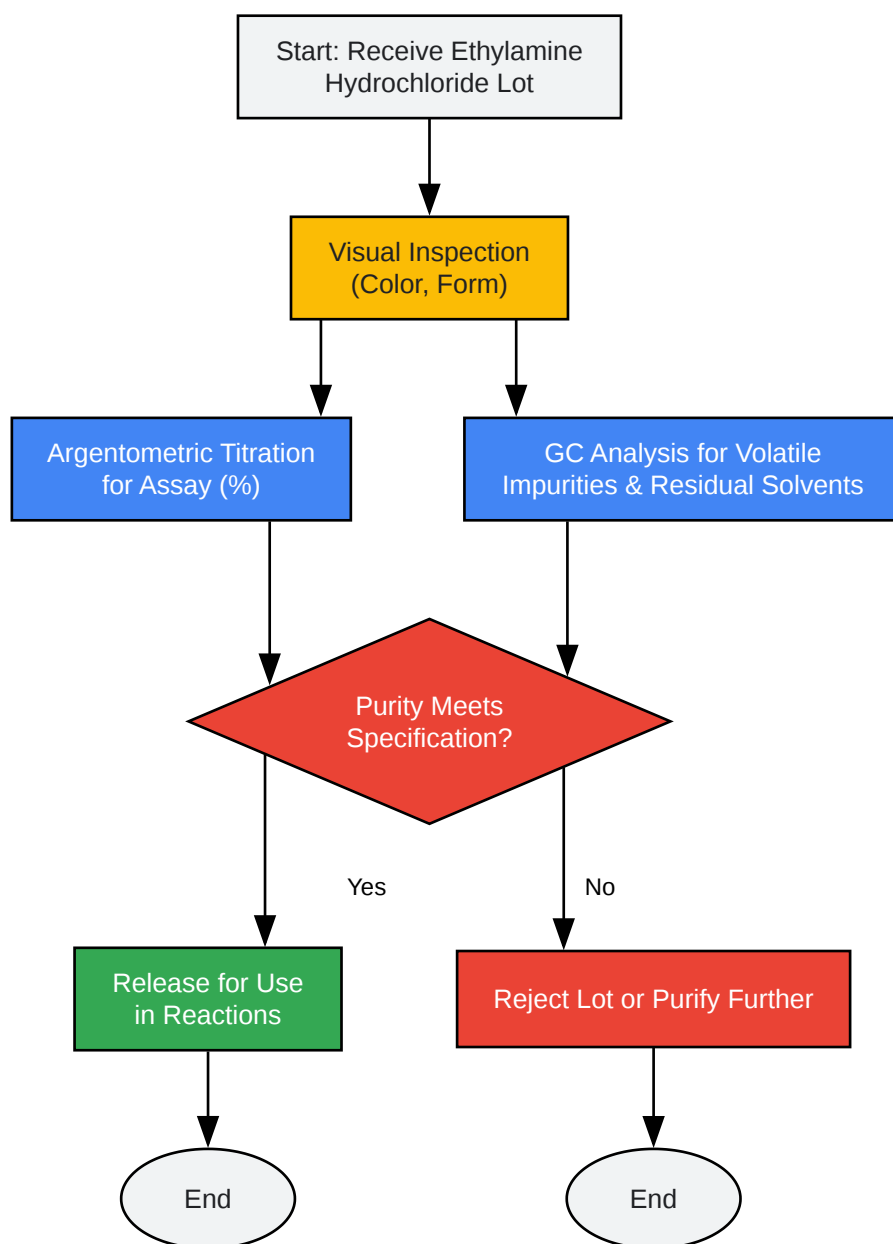 Start: Receive Ethylamine
Hydrochloride Lot
Visual Inspection
(Color, Form)
Argentometric Titration
for Assay (%)
GC Analysis for Volatile
Impurities & Residual Solvents
Purity Meets
Specification?
Yes
No
Release for Use
in Reactions
Reject Lot or Purify Further
End
End